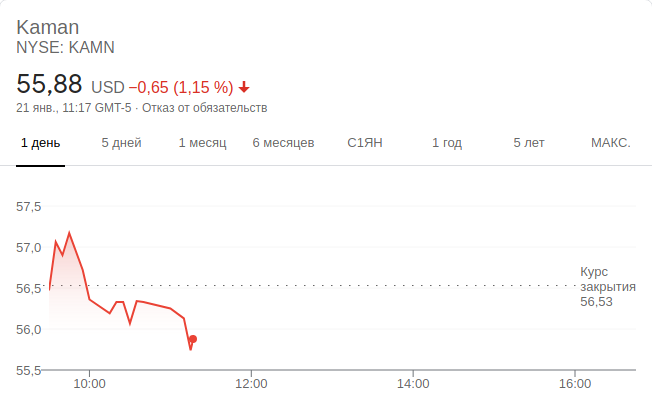 Kaman
NYSE: KAMN
55,88 USD −0,65 (1,15 %)
21 янв., 11:17 GMT-5 · Отказ от обязательств
1 день 5 дней 1 месяц 6 месяцев С1ЯН 1 год 5 лет МАКС.
57,5
57,0
56,5
56,0
55,5
Курс
закрытия
56,53
10:00 12:00 14:00 16:00